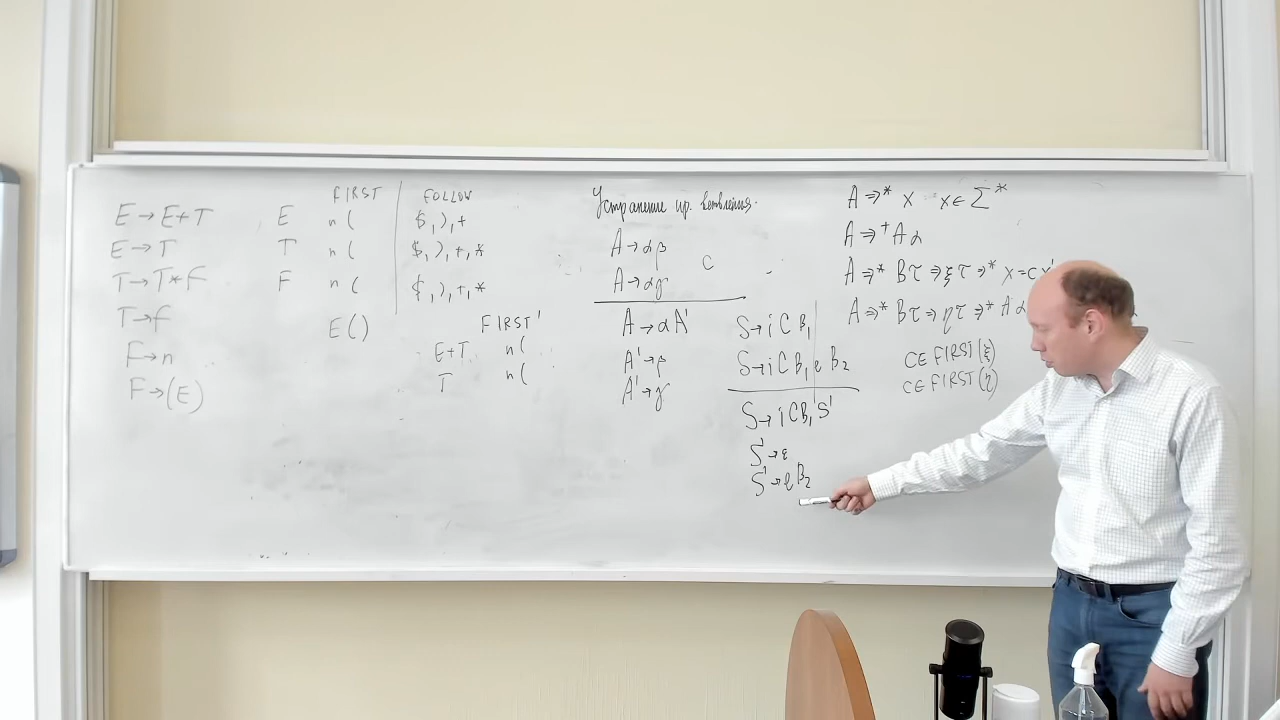 E→E+T
E→T
T→T*F
T→F
F→n
F→(E)
FIRST FOLLOW
E n( $,),+
T n( $,),+,*
F n( $,),+,*
E()
FIRST'
E+T n(
T n(
Устранение пр. ветвления.
A→αβ
A→αγ
C
A→αA'
A'→β
A'→γ
S→iCB₁
S→iCB₁eB₂
S→iCB₁S'
S'→ε
S'→eB₂
A⇒* x x∈Σ*
A⇒⁺Aα
A⇒* Bτ⇒ξτ⇒* x=cx'
A⇒* Bτ⇒ητ⇒* Aα
C∈FIRST(ξ)
C∈FIRST(η)